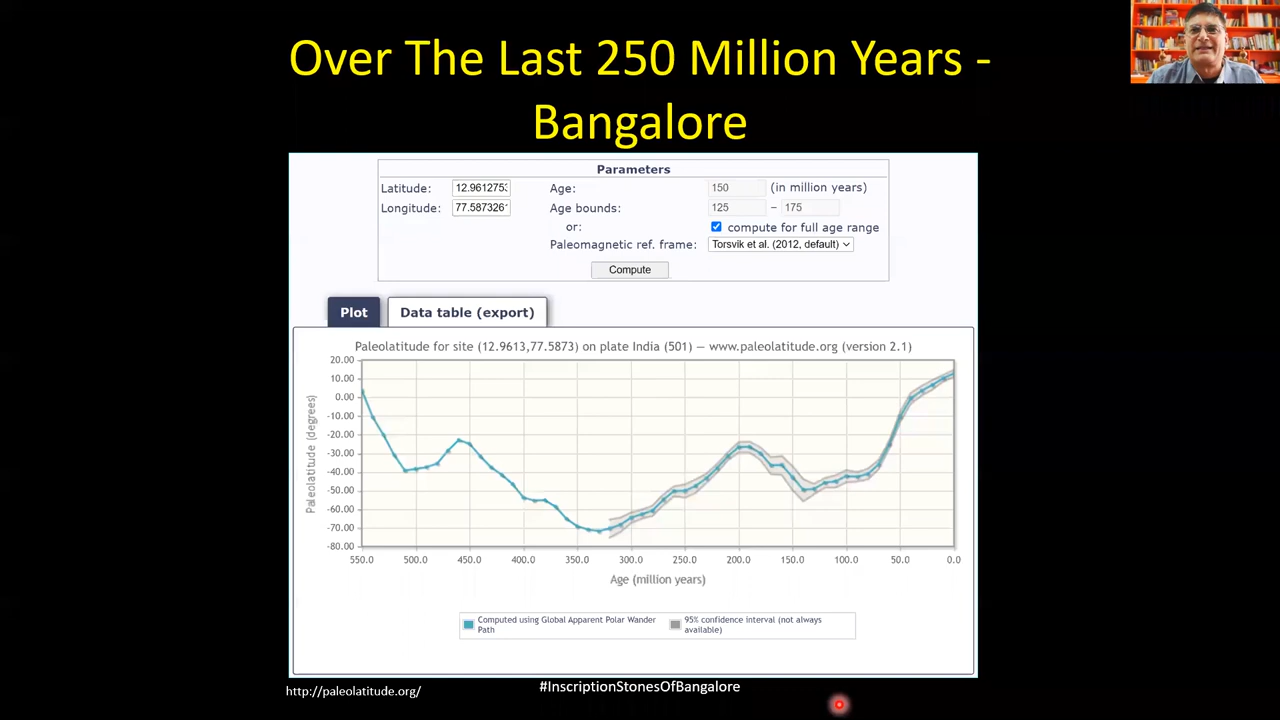 Over The Last 250 Million Years -
Bangalore
Parameters
Latitude: 12.9612753 Age: 150 (in million years)
Longitude: 77.587326 Age bounds: 125 – 175
or: compute for full age range
Paleomagnetic ref. frame: Torsvik et al. (2012, default)
Compute
Plot Data table (export)
Paleolatitude for site (12.9613,77.5873) on plate India (501) — www.paleolatitude.org (version 2.1)
20.00
10.00
0.00
-10.00
-20.00
-30.00
-40.00
-50.00
-60.00
-70.00
-80.00
Paleolatitude (degrees)
550.0 500.0 450.0 400.0 350.0 300.0 250.0 200.0 150.0 100.0 50.0 0.0
Age (million years)
Computed using Global Apparent Polar Wander
Path
95% confidence interval (not always
available)
http://paleolatitude.org/
#InscriptionStonesOfBangalore